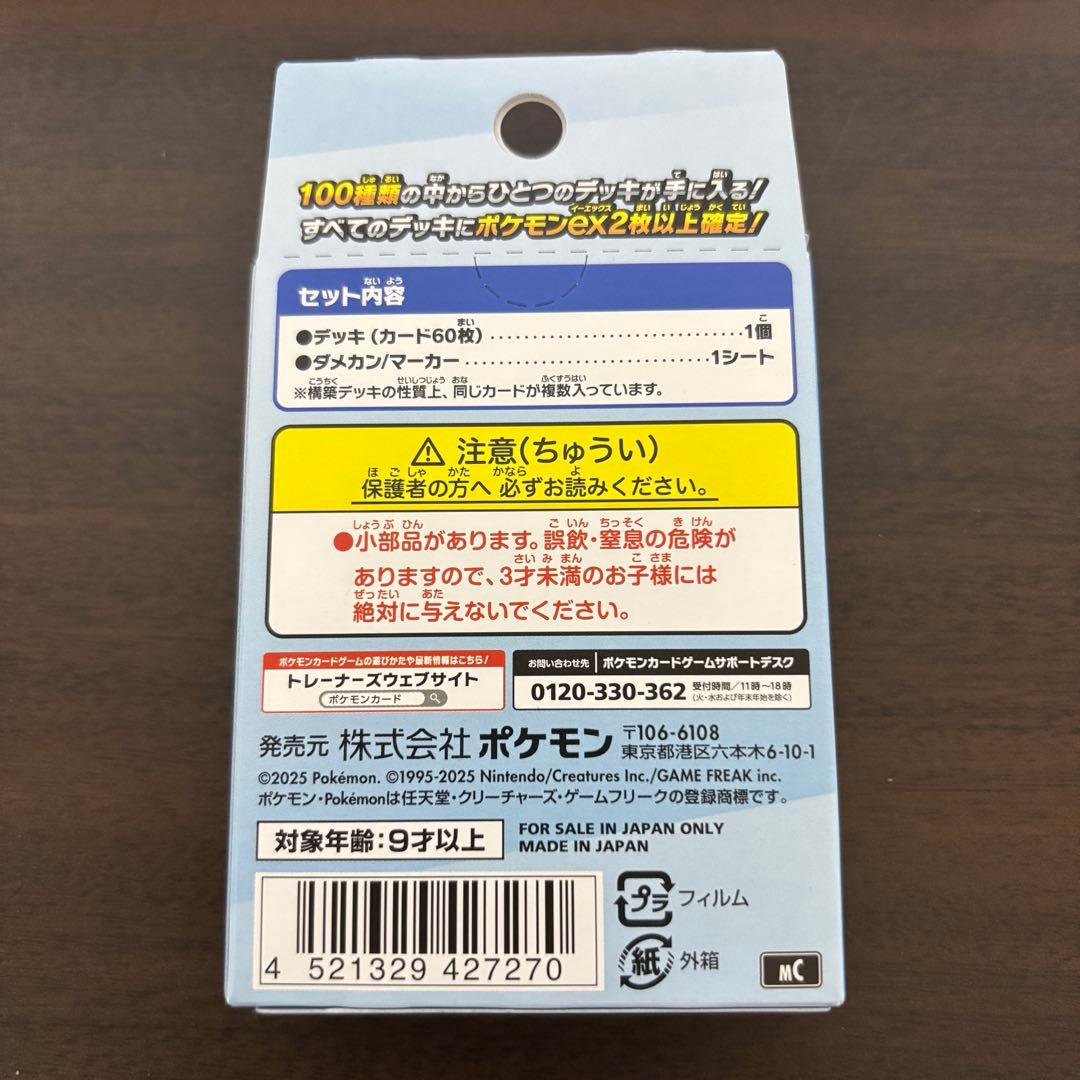 100種類の中からひとつのデッキが手に入る!
すべてのデッキにポケモンex2枚以上確定!
セット内容
●デッキ(カード60枚)..............................1個
●ダメカン/マーカー............................1シート
※構築デッキの性質上、同じカードが複数入っています。
⚠ 注意(ちゅうい)
保護者の方へ 必ずお読みください。
●小部品があります。誤飲・窒息の危険が
ありますので、3才未満のお子様には
絶対に与えないでください。
ポケモンカードゲームの遊びかたや最新情報はこちら!
トレーナーズウェブサイト
ポケモンカード
お問い合わせ先 ポケモンカードゲームサポートデスク
0120-330-362 受付時間/11時~18時
(火・水および年末年始を除く)
発売元 株式会社 ポケモン 〒106-6108
東京都港区六本木6-10-1
©2025 Pokémon. ©1995-2025 Nintendo/Creatures Inc./GAME FREAK inc.
ポケモン・Pokémonは任天堂・クリーチャーズ・ゲームフリークの登録商標です。
対象年齢:9才以上
FOR SALE IN JAPAN ONLY
MADE IN JAPAN
4 521329 427270
プラ フィルム
紙 外箱
MC